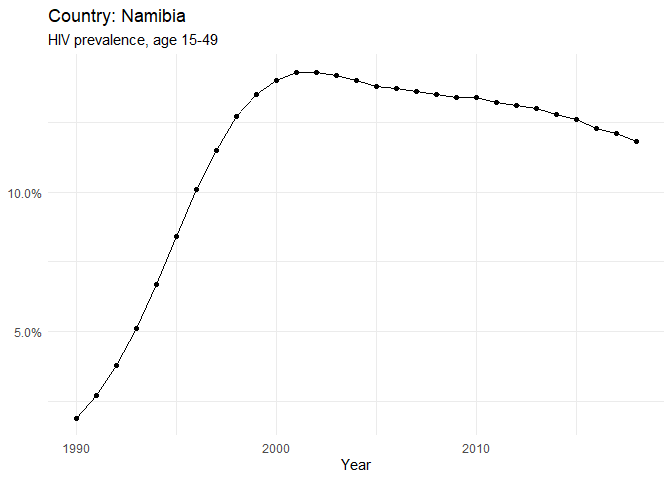 Country: Namibia
HIV prevalence, age 15-49
10.0%
5.0%
1990 2000 2010
Year